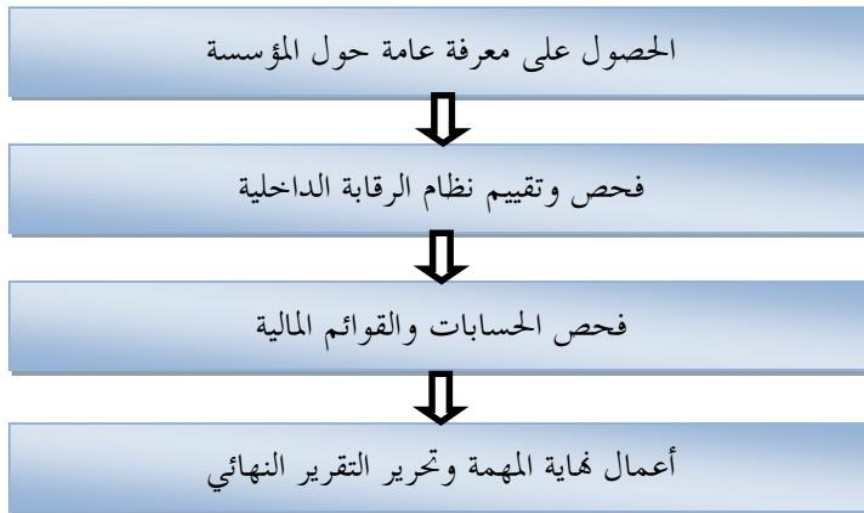 الحصول على معرفة عامة حول المؤسسة
فحص وتقييم نظام الرقابة الداخلية
فحص الحسابات والقوائم المالية
أعمال نهاية المهمة وتحرير التقرير النهائي